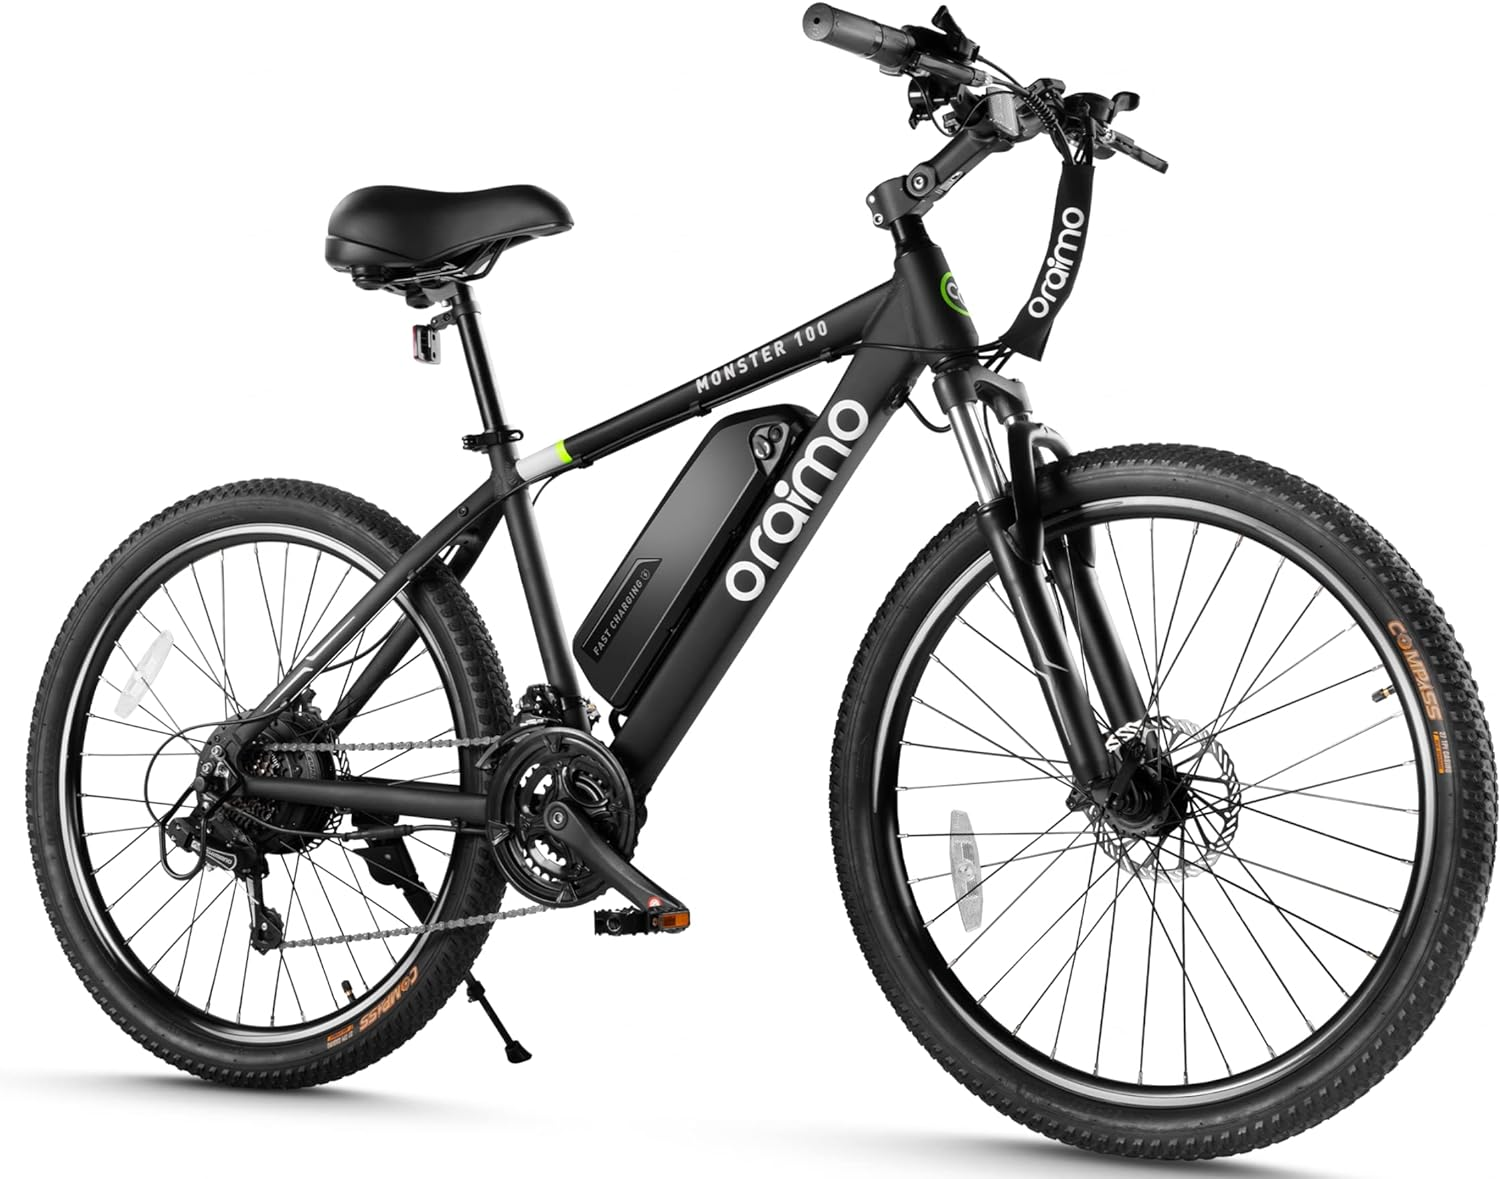 oraimo
MONSTER 100
oraimo
FAST CHARGING
COMPASS
COMPASS